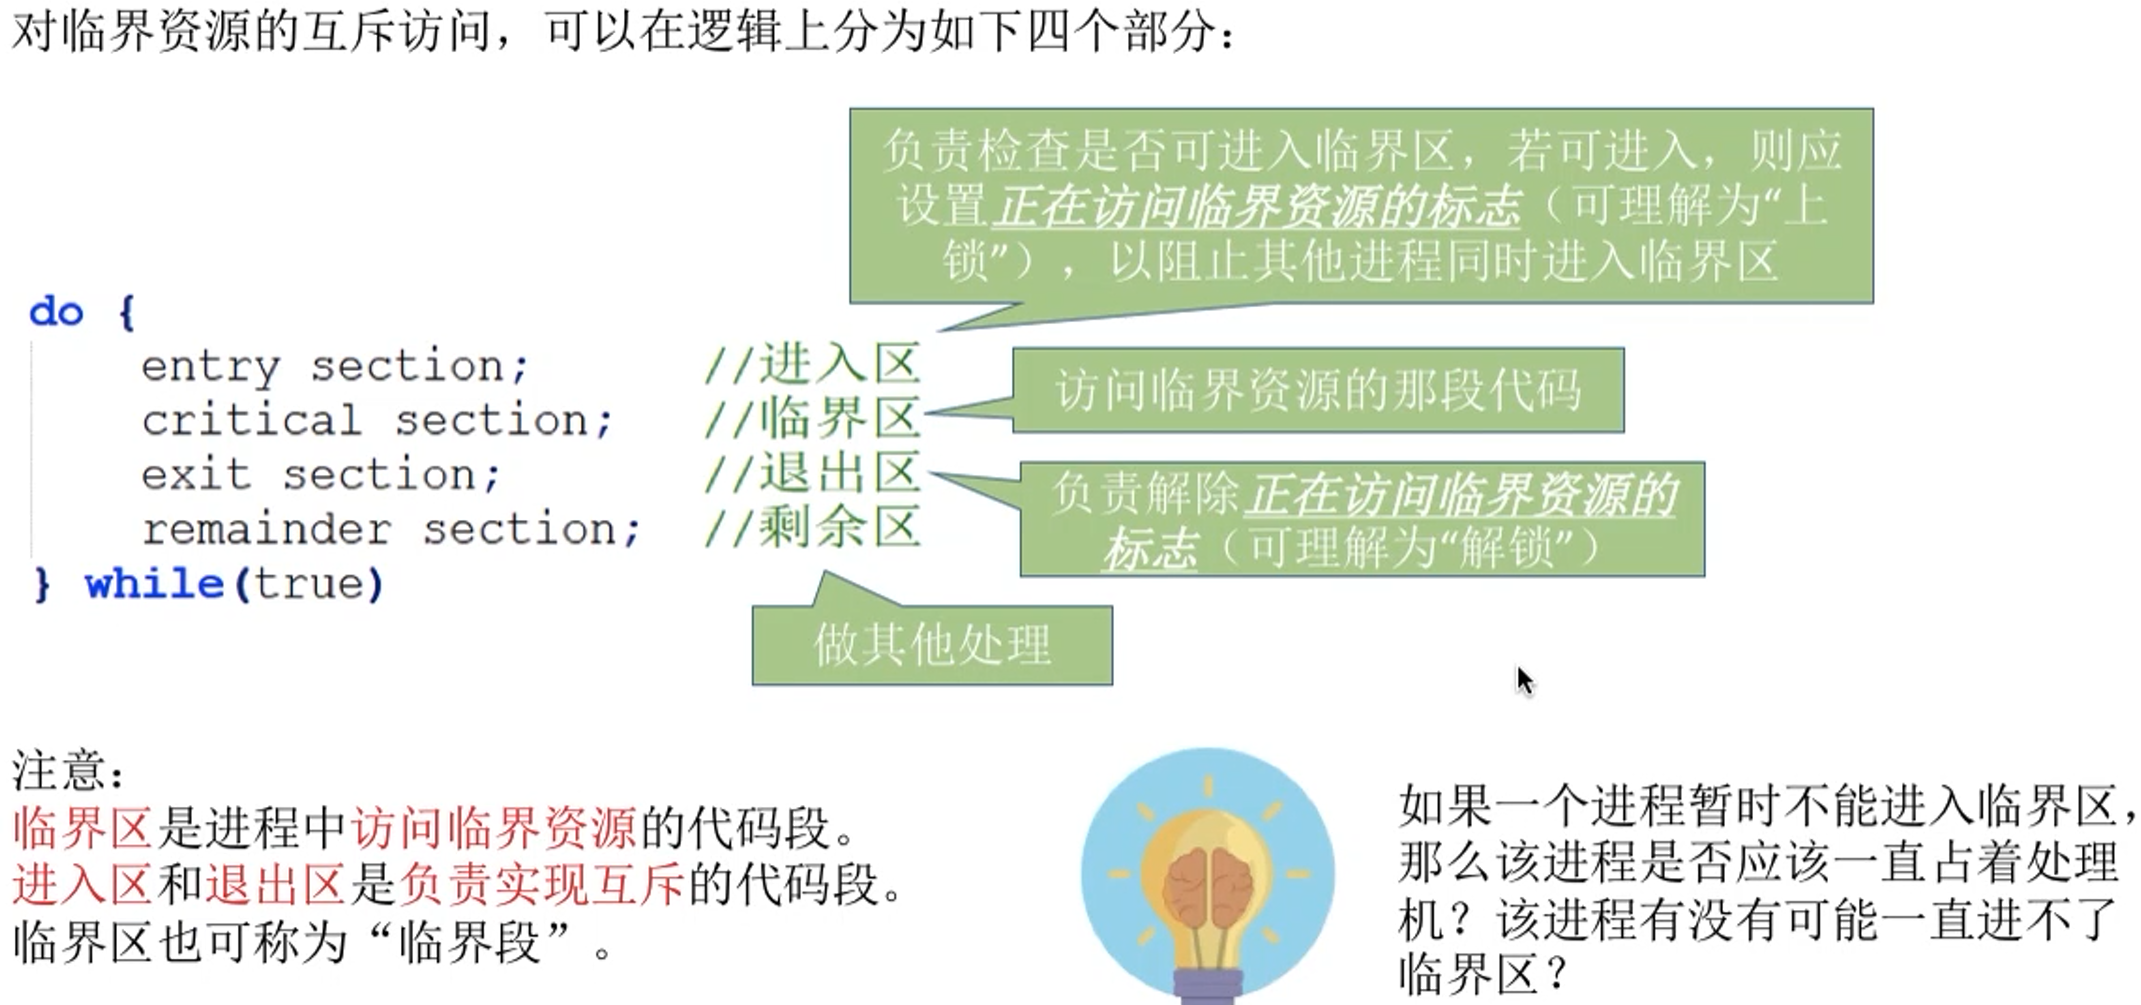 对临界资源的互斥访问，可以在逻辑上分为如下四个部分：
负责检查是否可进入临界区，若可进入，则应
设置正在访问临界资源的标志（可理解为“上
锁”），以阻止其他进程同时进入临界区
do {
entry section; //进入区
critical section; //临界区
exit section; //退出区
remainder section; //剩余区
} while(true)
访问临界资源的那段代码
负责解除正在访问临界资源的
标志（可理解为“解锁”）
做其他处理
注意：
临界区是进程中访问临界资源的代码段。
进入区和退出区是负责实现互斥的代码段。
临界区也可称为“临界段”。
如果一个进程暂时不能进入临界区，
那么该进程是否应该一直占着处理
机？该进程有没有可能一直进不了
临界区？